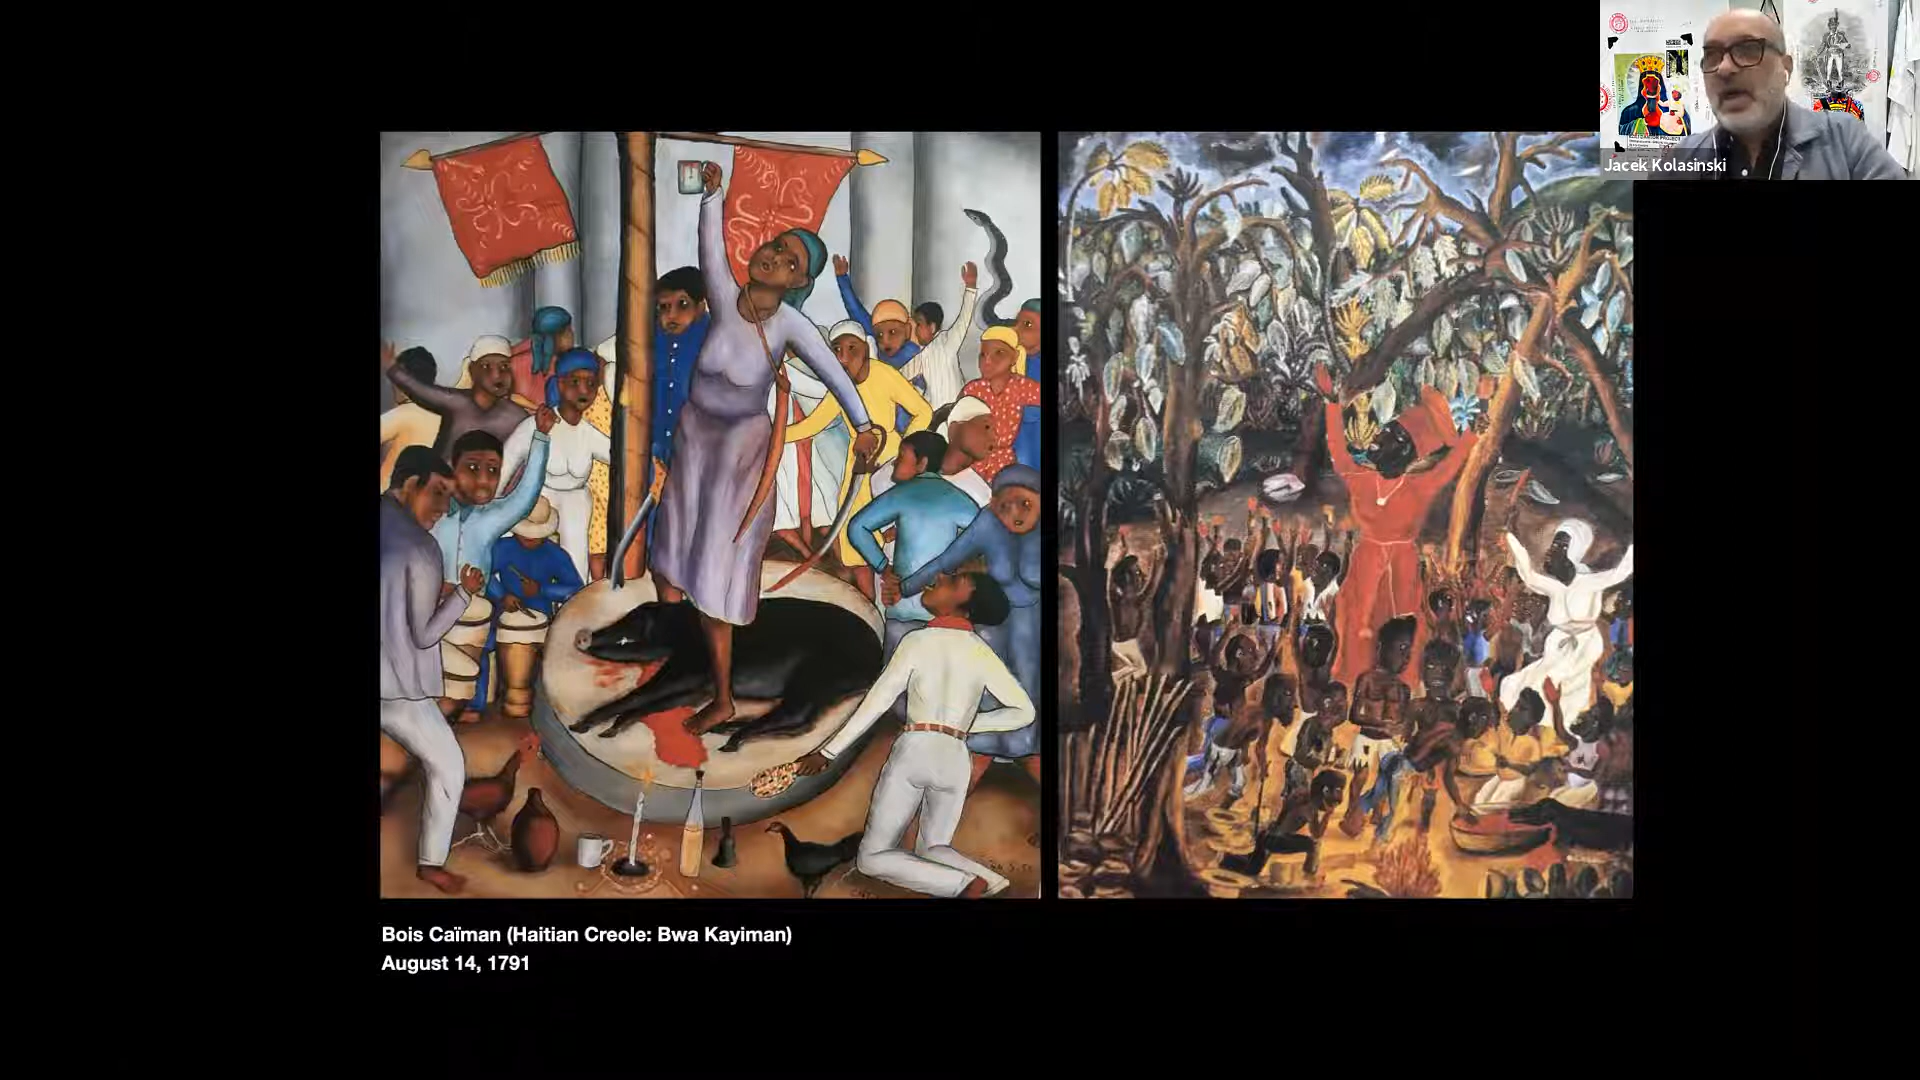 Jacek Kolasinski
Bois Caïman (Haitian Creole: Bwa Kayiman)
August 14, 1791